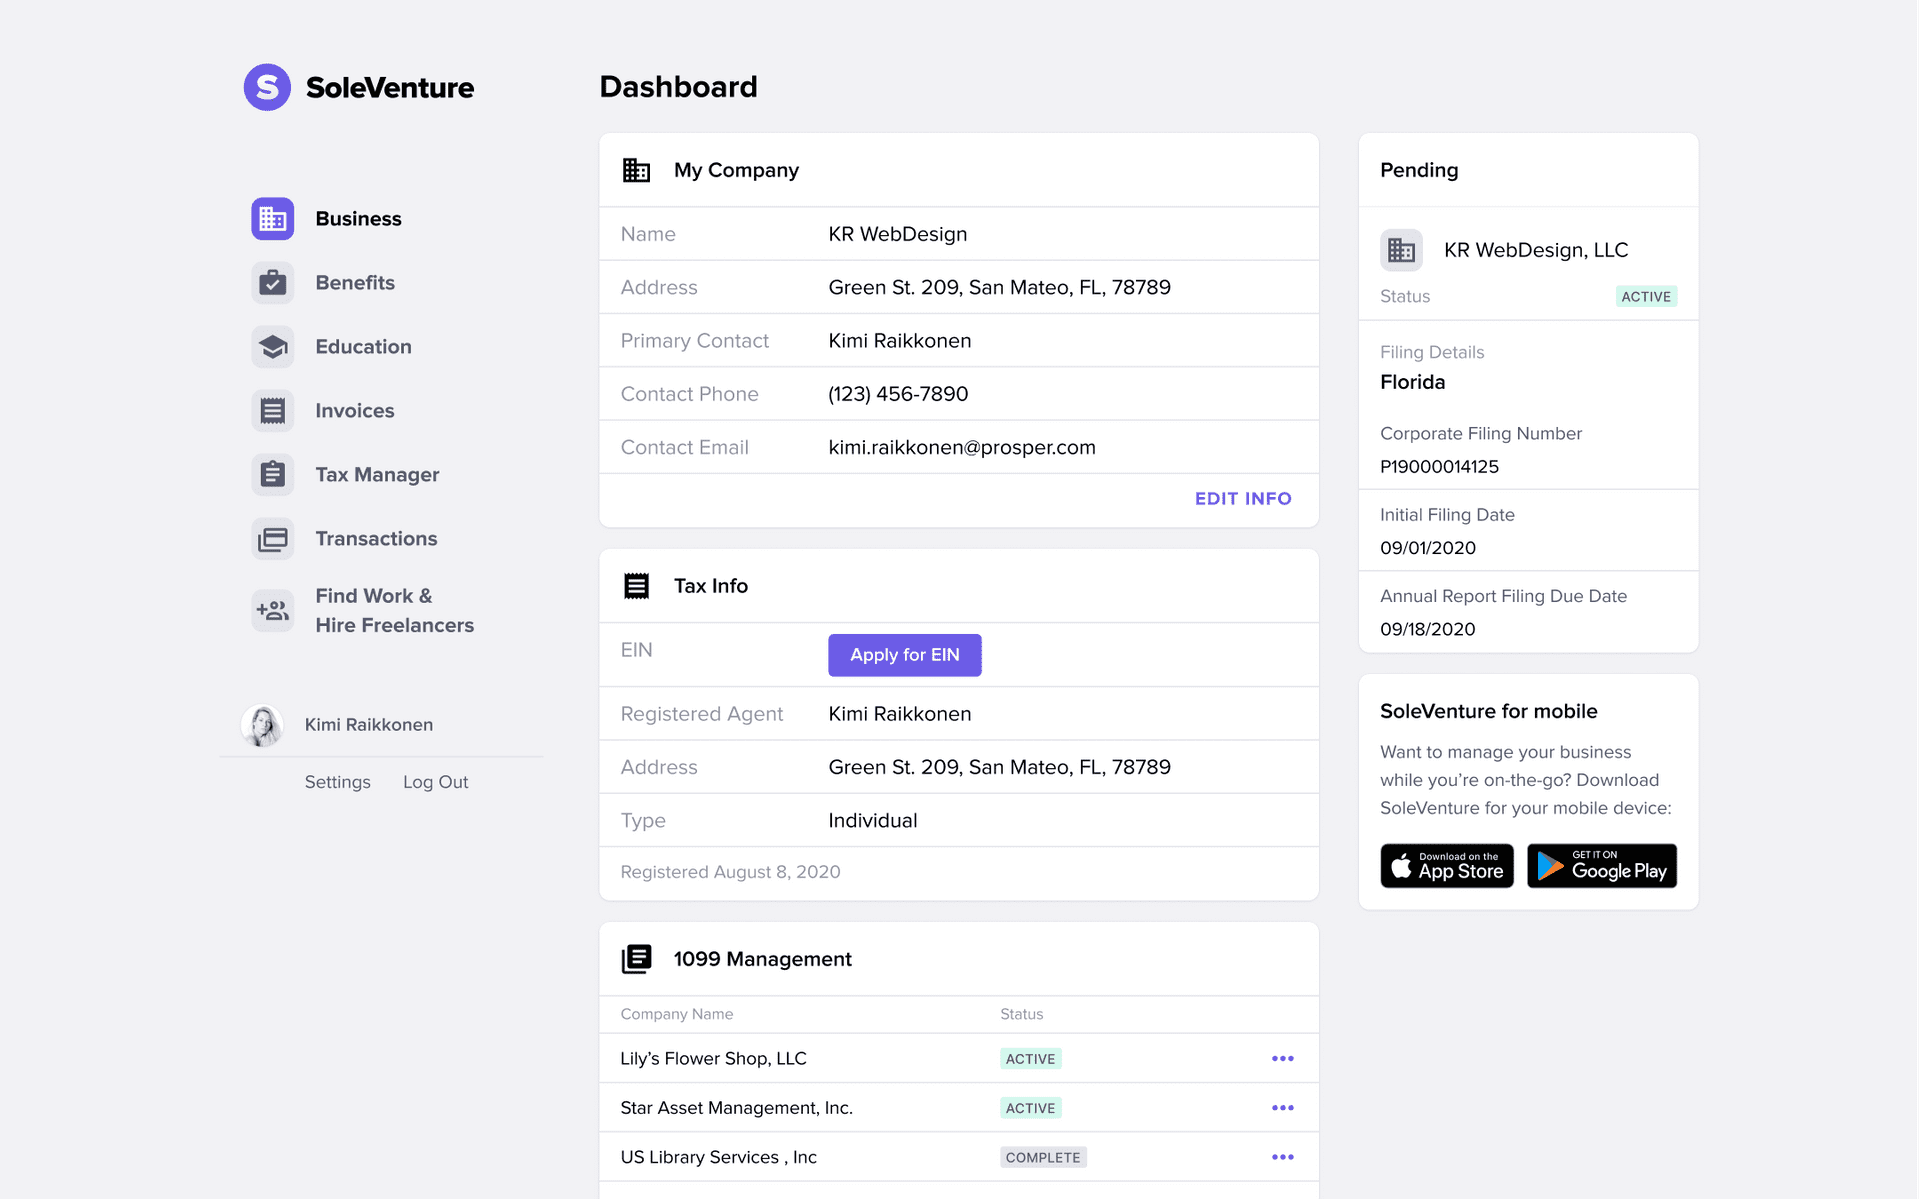 S SoleVenture
Business
Benefits
Education
Invoices
Tax Manager
Transactions
Find Work &
Hire Freelancers
Kimi Raikkonen
Settings Log Out
Dashboard
My Company
Name KR WebDesign
Address Green St. 209, San Mateo, FL, 78789
Primary Contact Kimi Raikkonen
Contact Phone (123) 456-7890
Contact Email kimi.raikkonen@prosper.com
EDIT INFO
Tax Info
EIN Apply for EIN
Registered Agent Kimi Raikkonen
Address Green St. 209, San Mateo, FL, 78789
Type Individual
Registered August 8, 2020
1099 Management
Company Name Status
Lily’s Flower Shop, LLC ACTIVE
Star Asset Management, Inc. ACTIVE
US Library Services , Inc COMPLETE
Pending
KR WebDesign, LLC
Status ACTIVE
Filing Details
Florida
Corporate Filing Number
P19000014125
Initial Filing Date
09/01/2020
Annual Report Filing Due Date
09/18/2020
SoleVenture for mobile
Want to manage your business
while you’re on-the-go? Download
SoleVenture for your mobile device:
Download on the
App Store
GET IT ON
Google Play